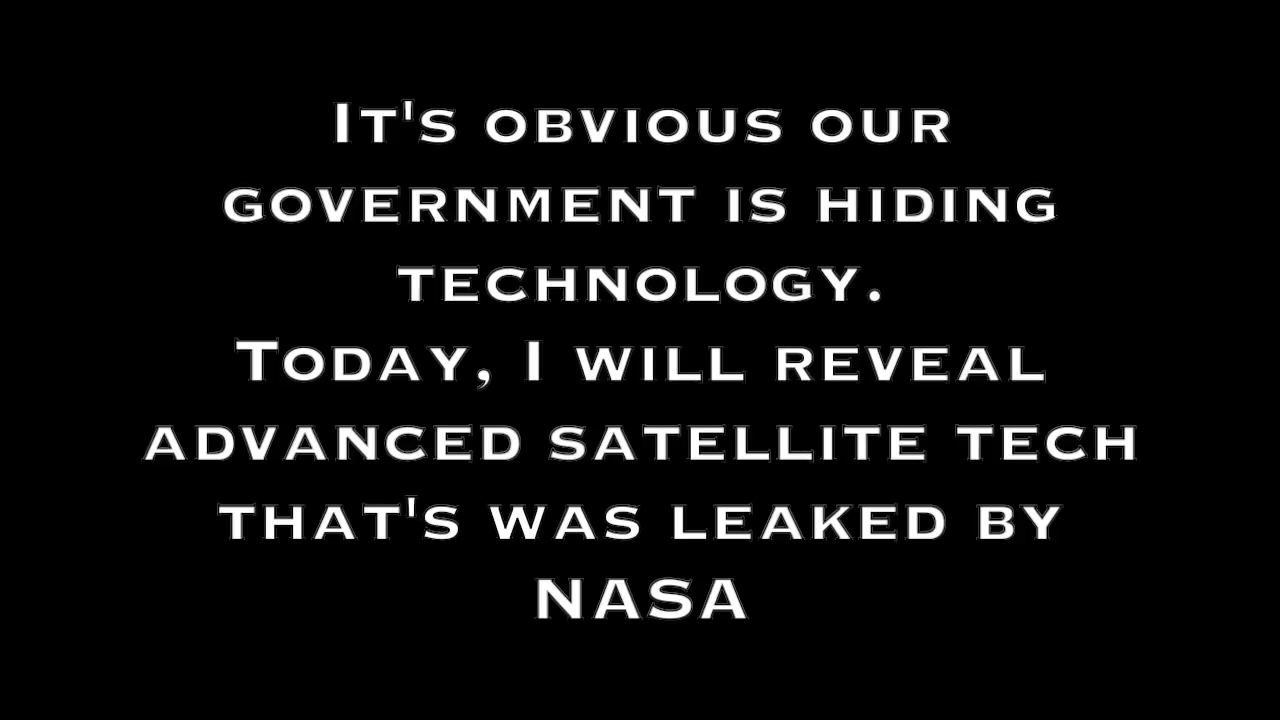 It's obvious our
government is hiding
technology.
Today, I will reveal
advanced satellite tech
that's was leaked by
NASA